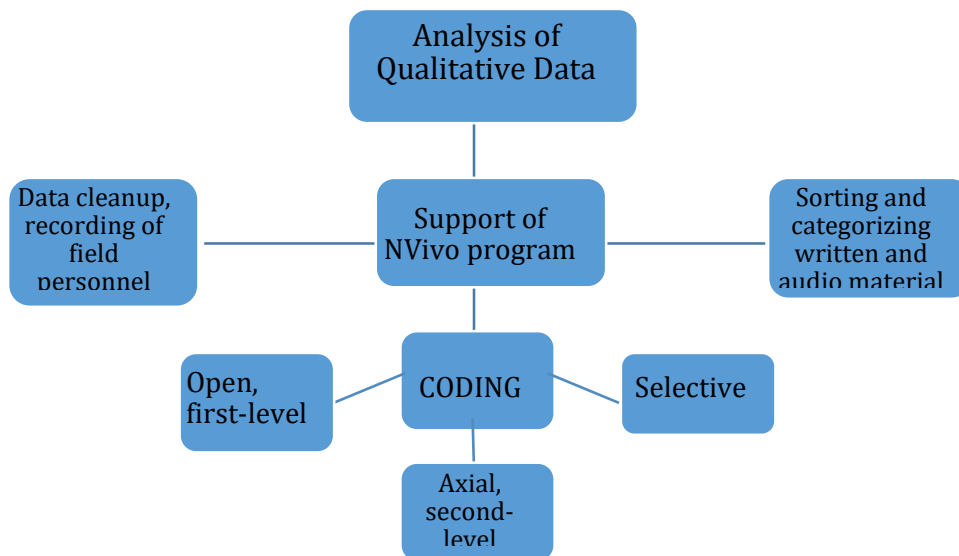 Analysis of
Qualitative Data
Data cleanup,
recording of
field
personnel
Support of
NVivo program
Sorting and
categorizing
written and
audio material
Open,
first-level
CODING
Selective
Axial,
second-
level